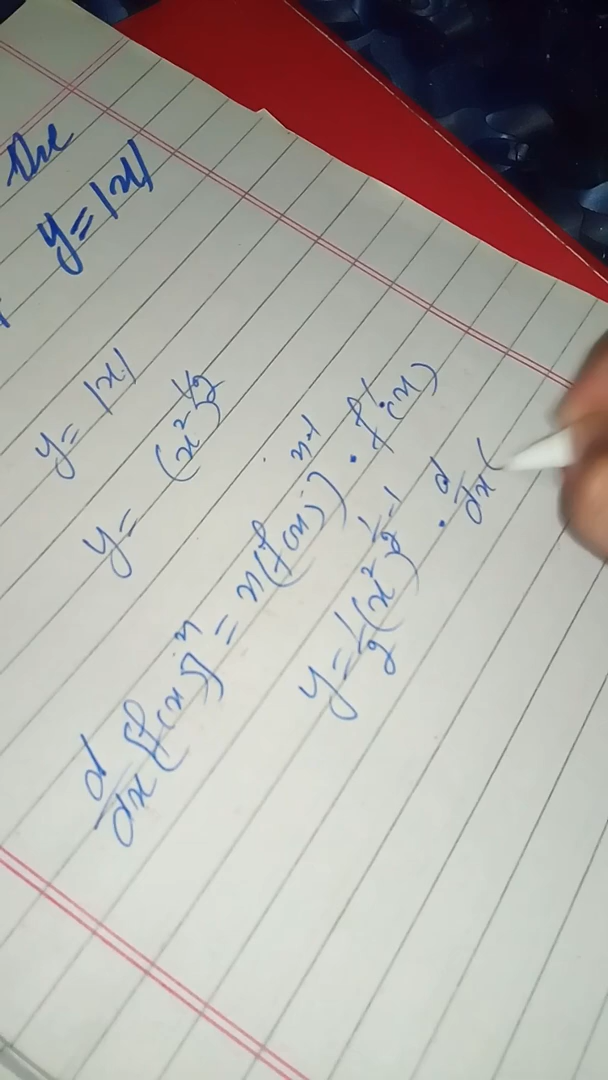 the
y = |x|
y = |x|
y = (x²)^½
d/dx {f(x)}^n = n(f(x))^n-1 · f'(x)
y = 1/2 (x²)^½-1 · d/dx (